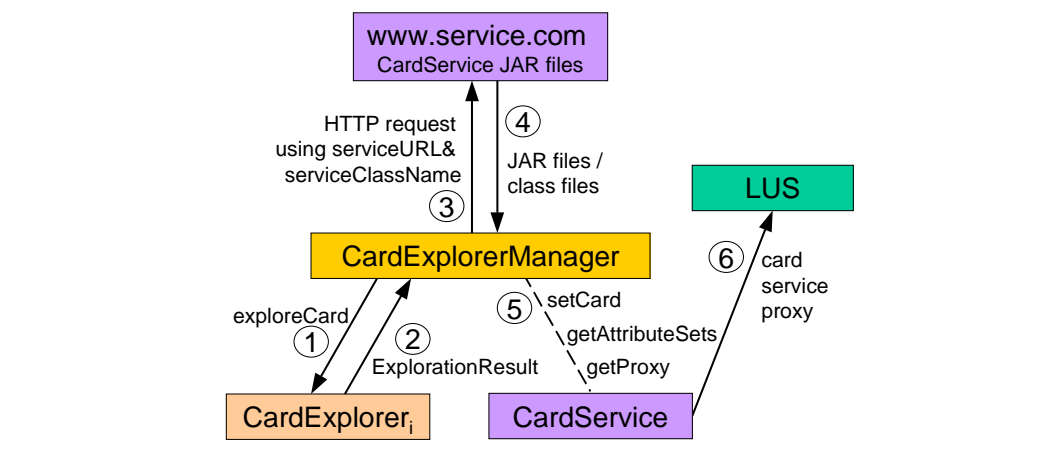 www.service.com
CardService JAR files
HTTP request
using serviceURL&
serviceClassName
3
4
JAR files /
class files
LUS
CardExplorerManager
6
card
service
proxy
exploreCard
1
2
ExplorationResult
5
setCard
getAttributeSets
getProxy
CardExplorerᵢ
CardService